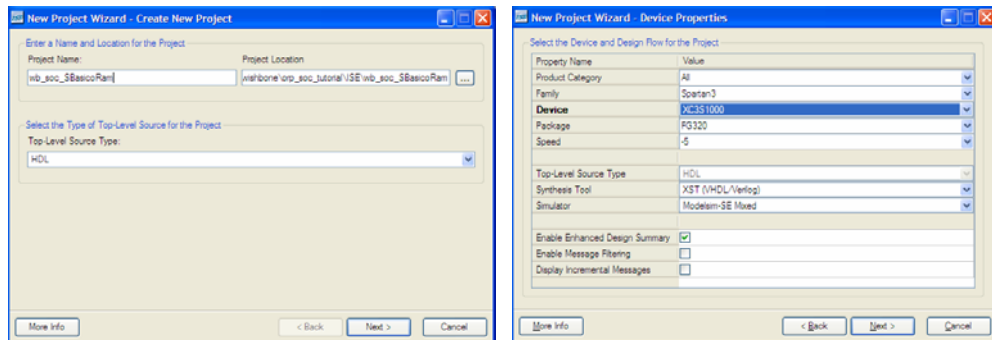 New Project Wizard - Create New Project
Enter a Name and Location for the Project
Project Name:
Project Location
wb_soc_SBasicoRam
wishbone\orp_soc_tutorial\ISE\wb_soc_SBasicoRam
...
Select the Type of Top-Level Source for the Project
Top-Level Source Type:
HDL
More Info
< Back
Next >
Cancel
New Project Wizard - Device Properties
Select the Device and Design Flow for the Project
Property Name Value
Product Category All
Family Spartan3
Device XC3S1000
Package FG320
Speed -5
Top-Level Source Type HDL
Synthesis Tool XST (VHDL/Verilog)
Simulator Modelsim-SE Mixed
Enable Enhanced Design Summary
Enable Message Filtering
Display Incremental Messages
More Info
< Back
Next >
Cancel